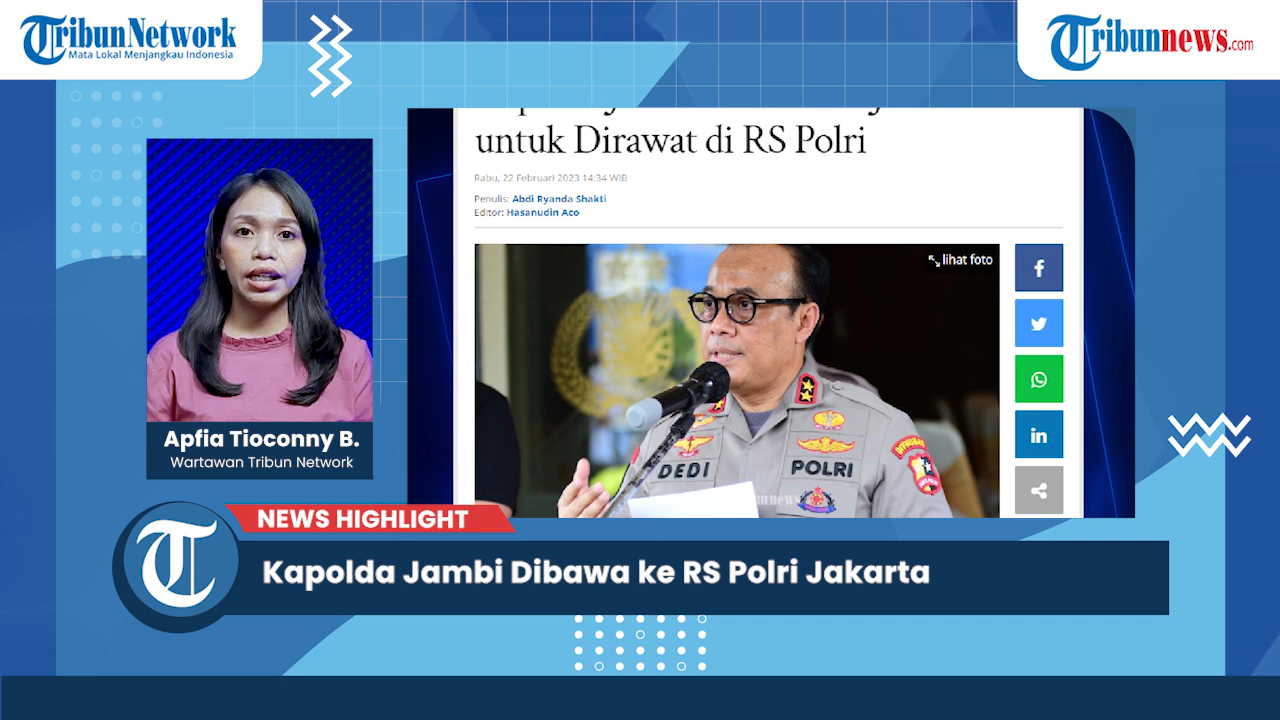 TribunNetwork
Mata Lokal Menjangkau Indonesia
Tribunnews.com
untuk Dirawat di RS Polri
Rabu, 22 Februari 2023 14:34 WIB
Penulis: Abdi Ryanda Shakti
Editor: Hasanudin Aco
lihat foto
DEDI
POLRI
Apfia Tioconny B.
Wartawan Tribun Network
NEWS HIGHLIGHT
T
Kapolda Jambi Dibawa ke RS Polri Jakarta